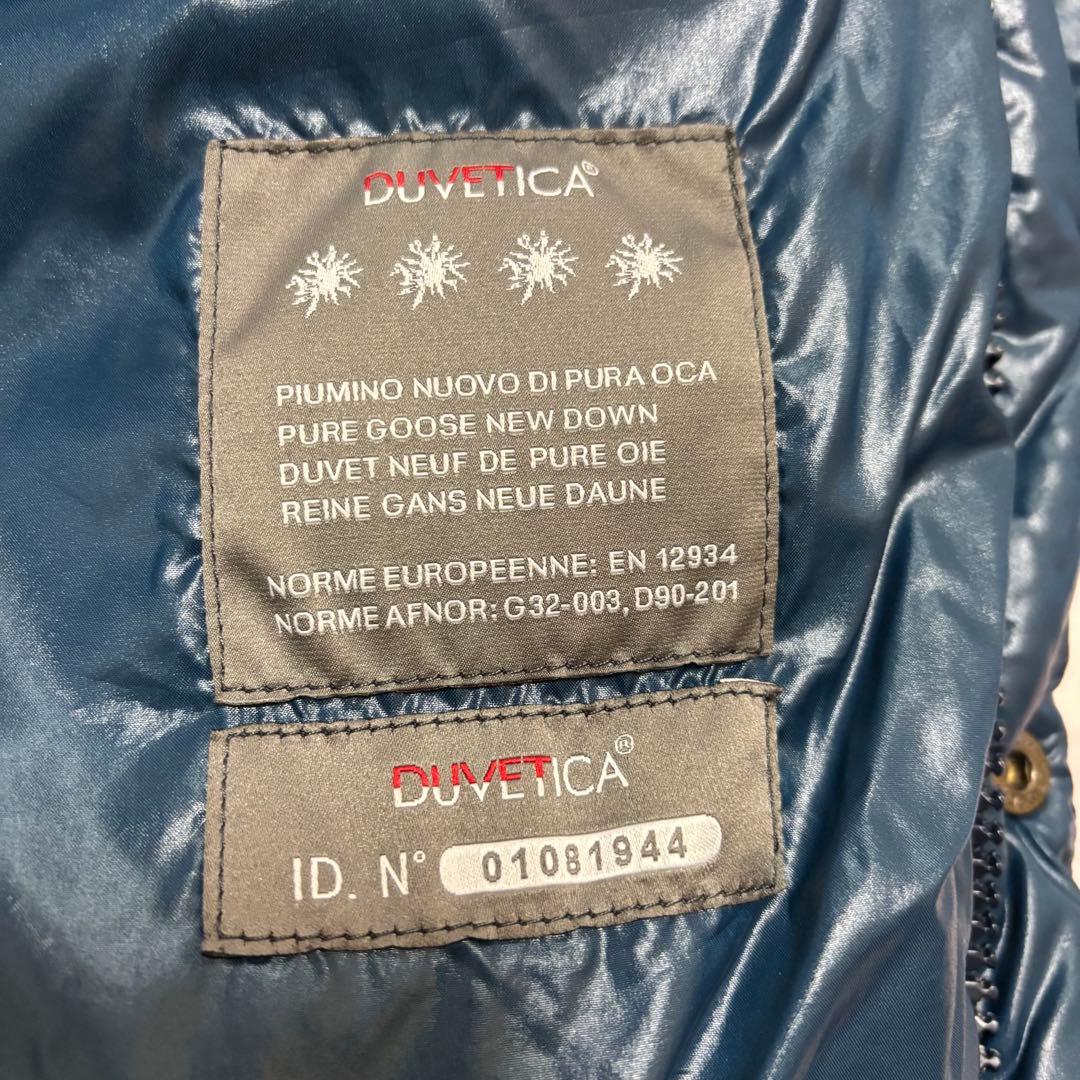 DUVETICA®
PIUMINO NUOVO DI PURA OCA
PURE GOOSE NEW DOWN
DUVET NEUF DE PURE OIE
REINE GANS NEUE DAUNE
NORME EUROPEENNE: EN 12934
NORME AFNOR: G32-003, D90-201
DUVETICA®
ID. N° 01081944